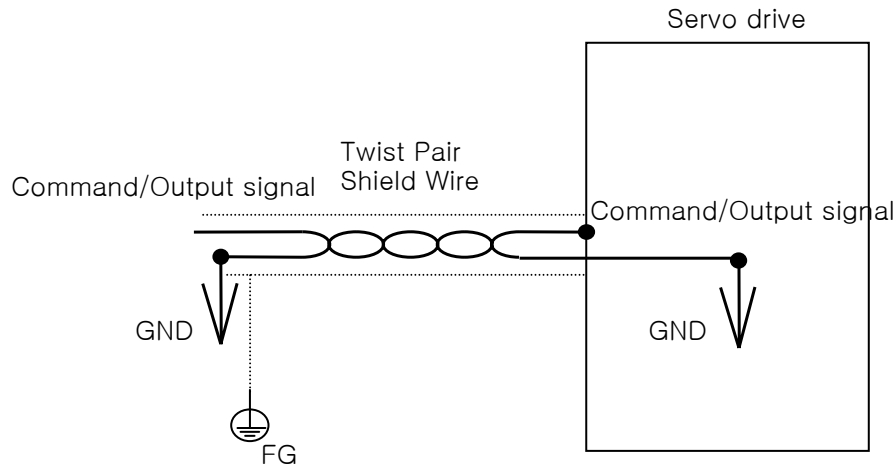 Servo drive
Twist Pair
Shield Wire
Command/Output signal
Command/Output signal
GND
GND
FG